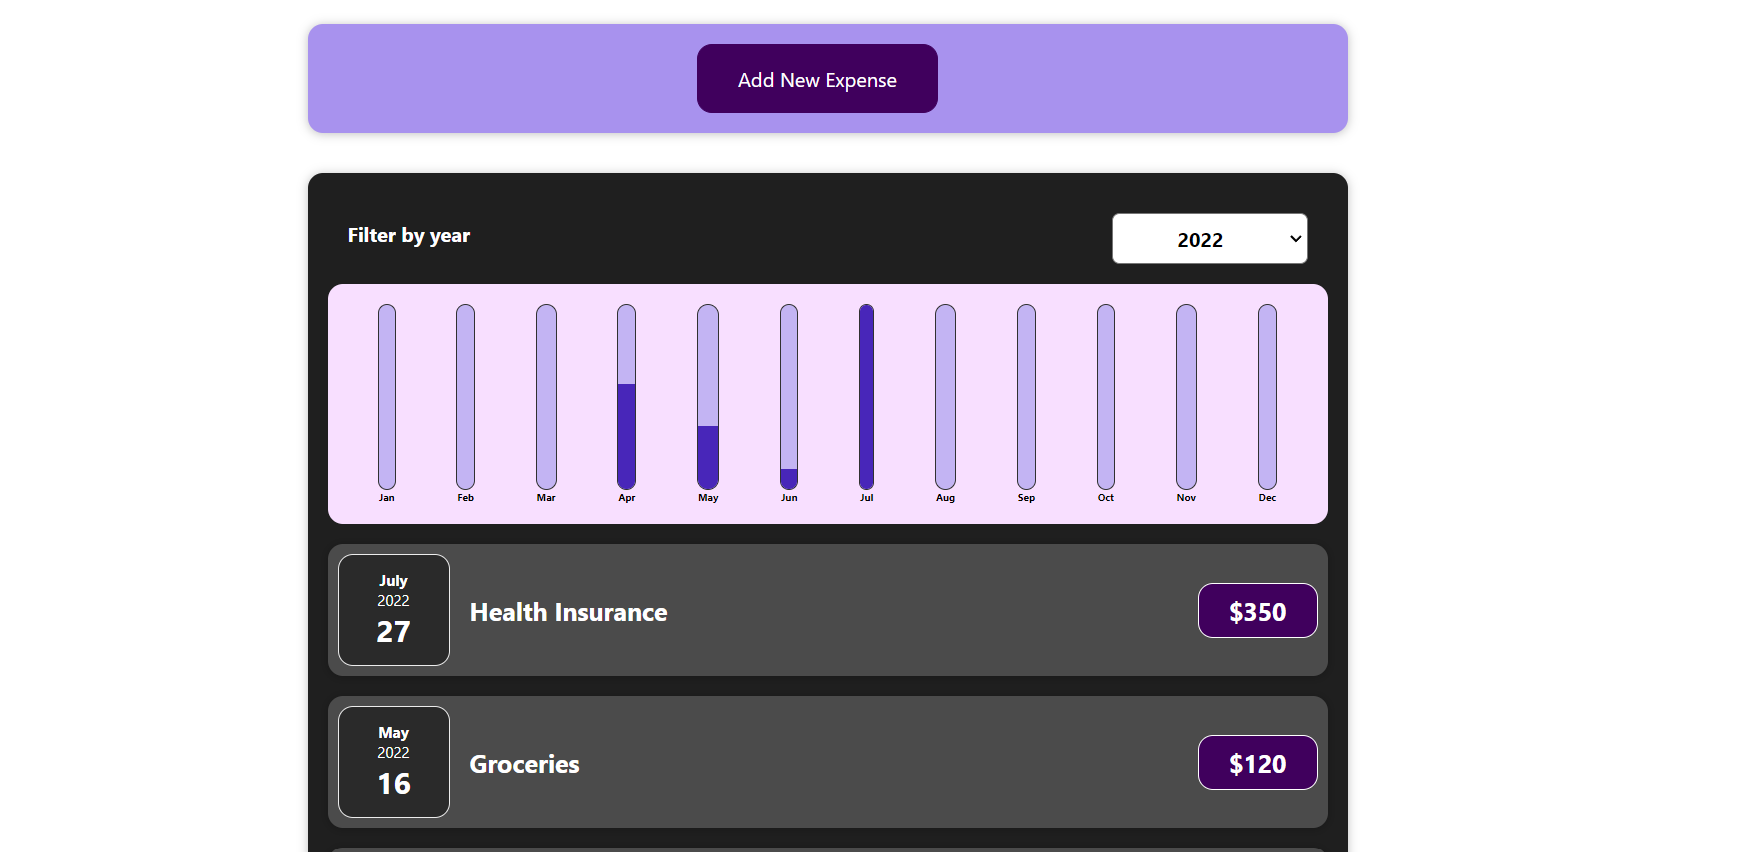 Add New Expense
Filter by year
2022
Jan Feb Mar Apr May Jun Jul Aug Sep Oct Nov Dec
July
2022
27
Health Insurance
$350
May
2022
16
Groceries
$120